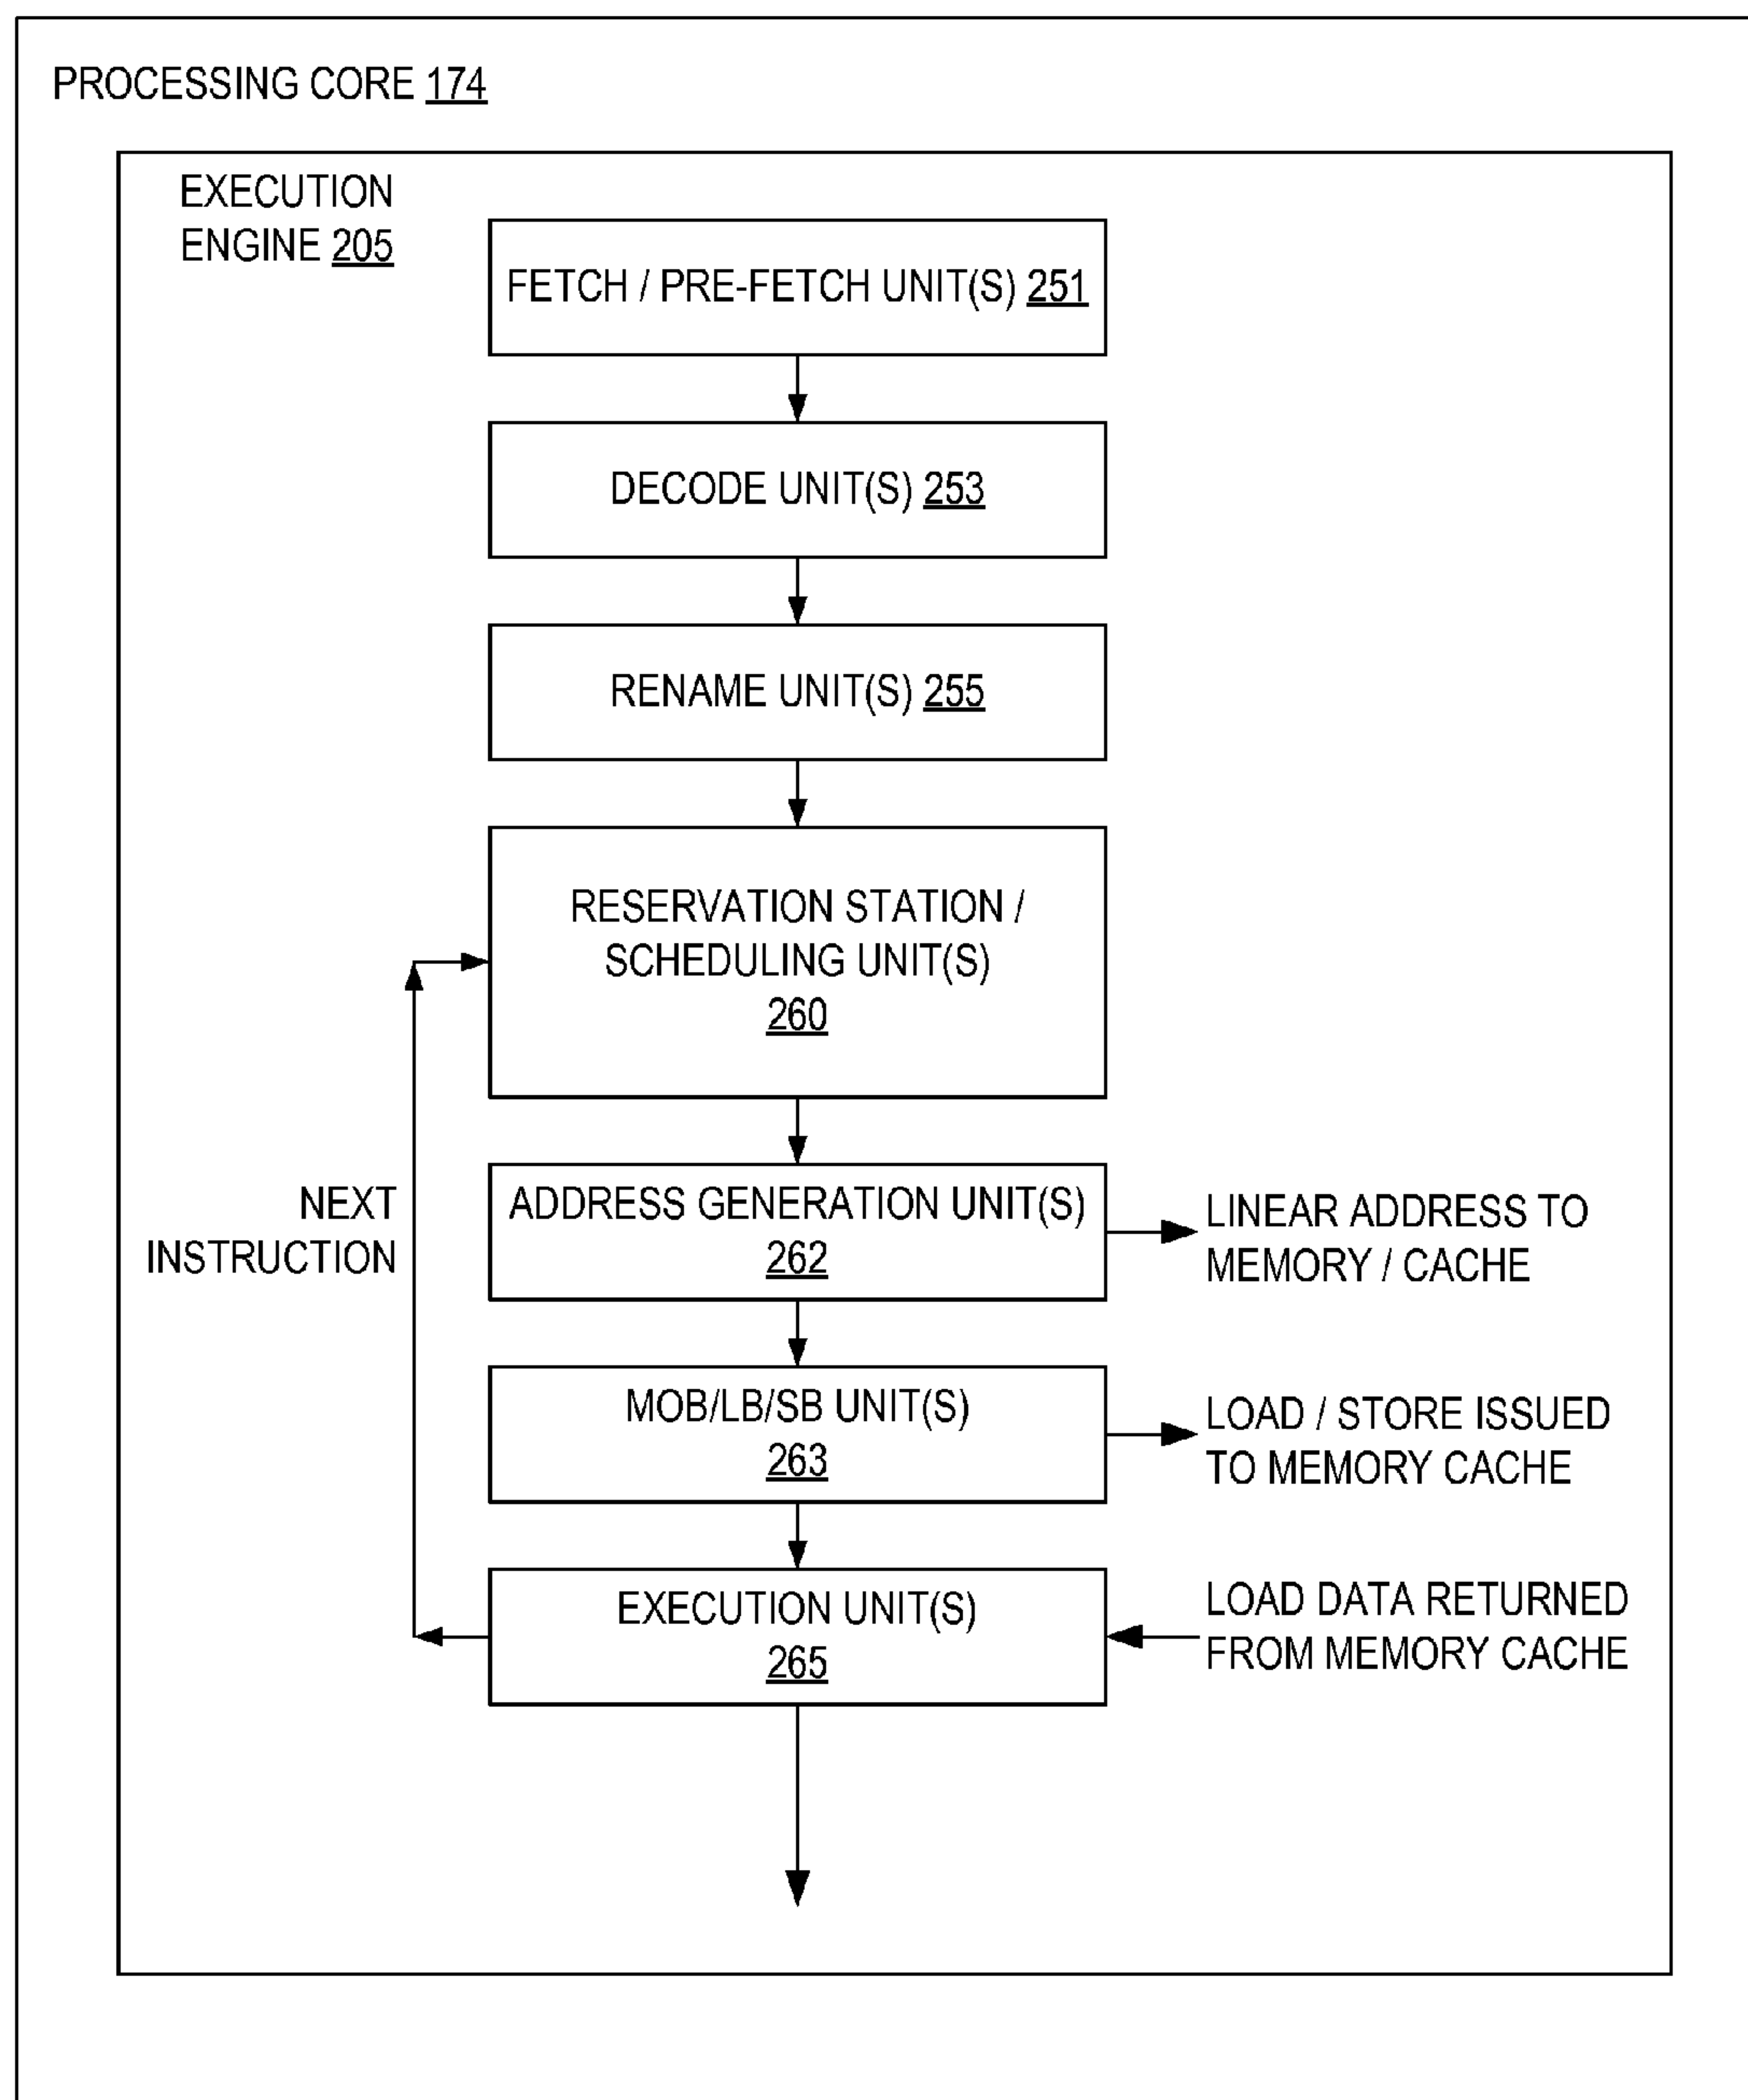 PROCESSING CORE 174
EXECUTION
ENGINE 205
FETCH / PRE-FETCH UNIT(S) 251
DECODE UNIT(S) 253
RENAME UNIT(S) 255
RESERVATION STATION /
SCHEDULING UNIT(S)
260
NEXT
INSTRUCTION
ADDRESS GENERATION UNIT(S)
262
LINEAR ADDRESS TO
MEMORY / CACHE
MOB/LB/SB UNIT(S)
263
LOAD / STORE ISSUED
TO MEMORY CACHE
EXECUTION UNIT(S)
265
LOAD DATA RETURNED
FROM MEMORY CACHE